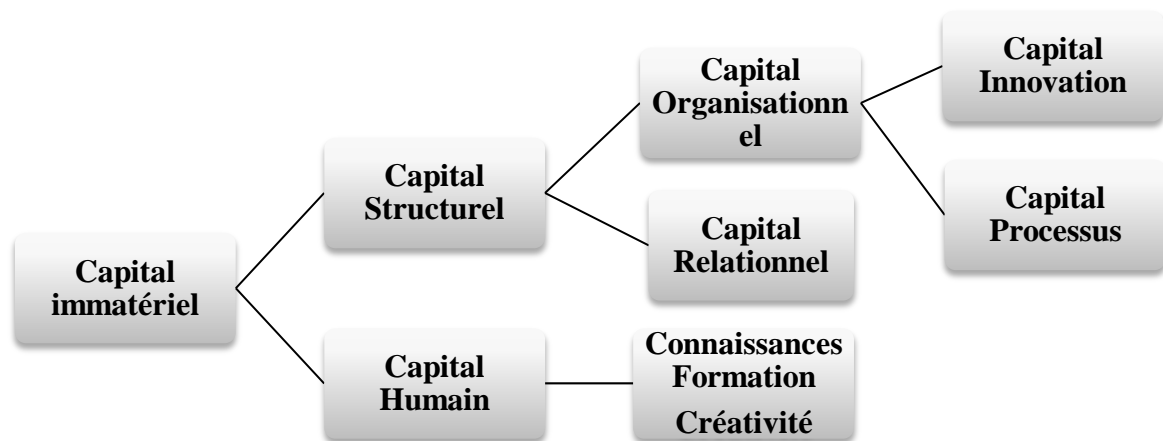 Capital
immatériel
Capital
Structurel
Capital
Humain
Capital
Organisationn
el
Capital
Relationnel
Connaissances
Formation
Créativité
Capital
Innovation
Capital
Processus